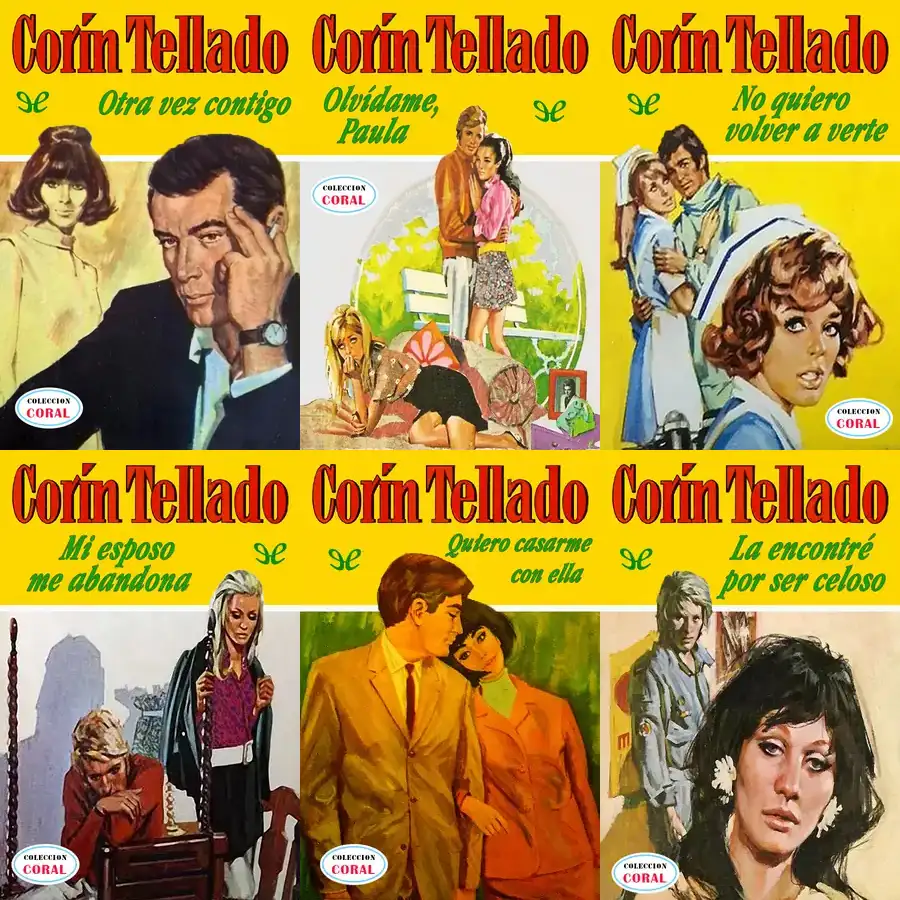 Corín Tellado
Otra vez contigo
COLECCION
CORAL
Corín Tellado
Olvídame,
Paula
COLECCION
CORAL
Corín Tellado
No quiero
volver a verte
COLECCION
CORAL
Corín Tellado
Mi esposo
me abandona
COLECCION
CORAL
Corín Tellado
Quiero casarme
con ella
COLECCION
CORAL
Corín Tellado
La encontré
por ser celoso
COLECCION
CORAL